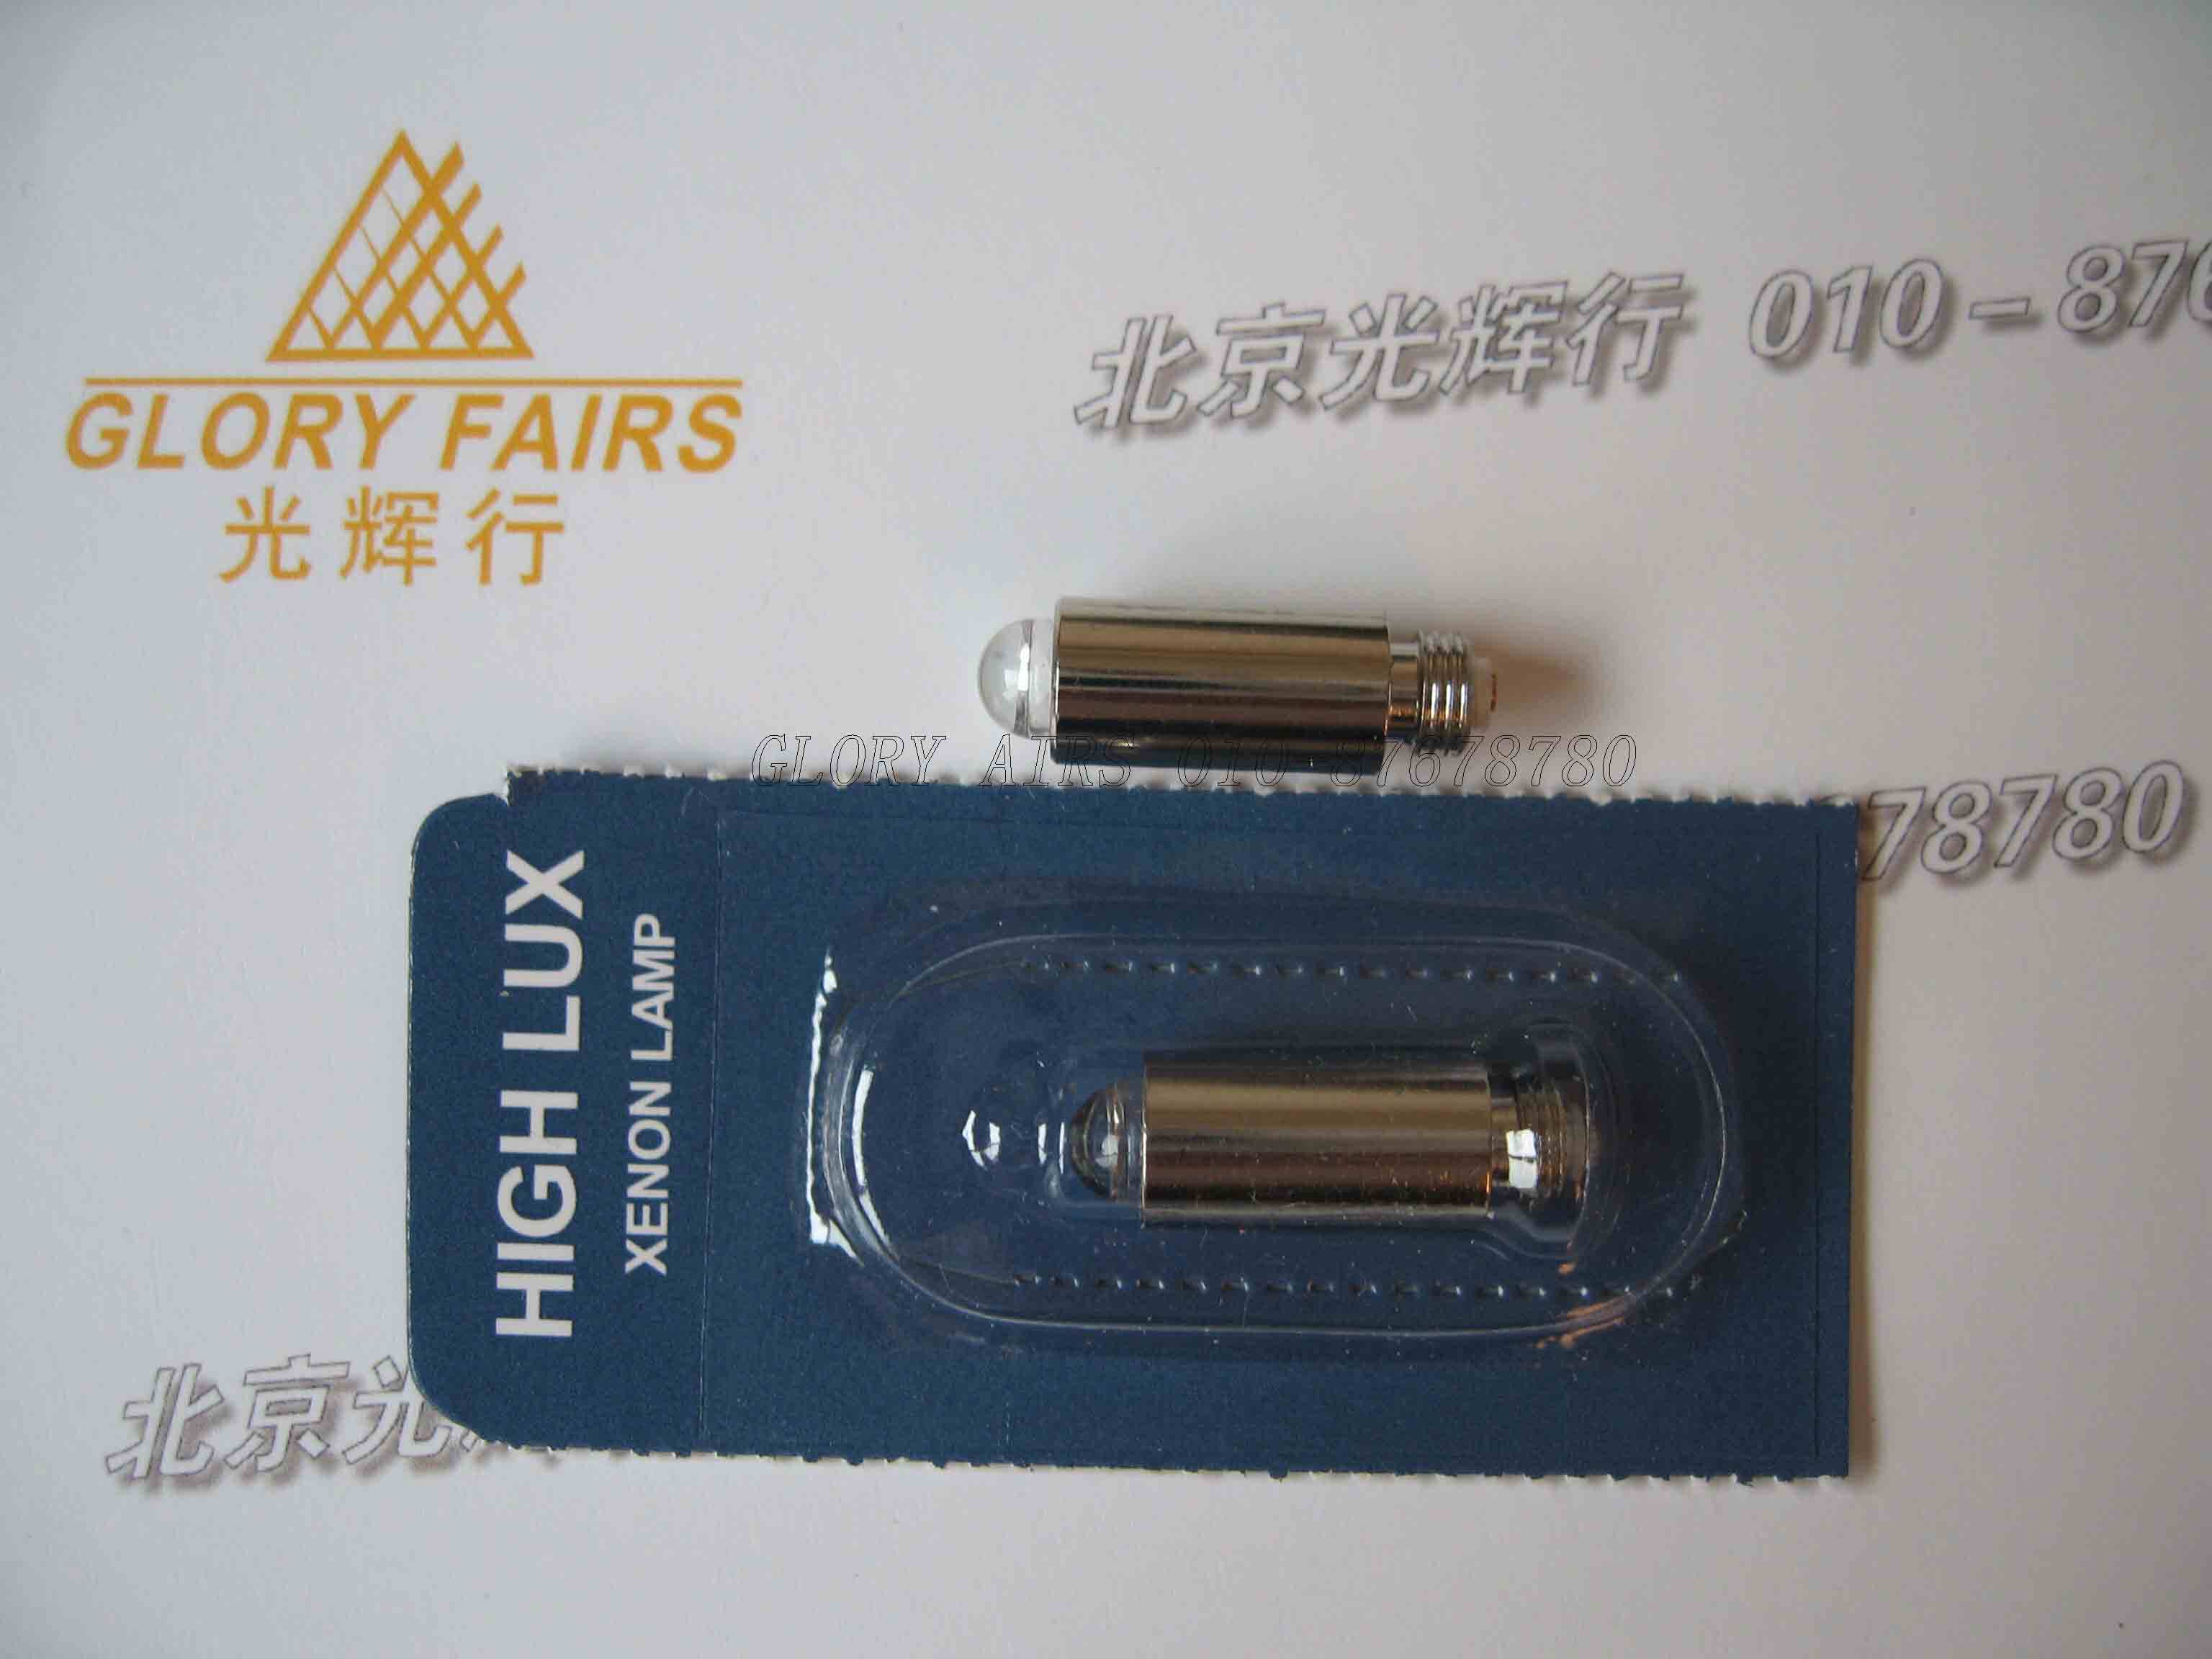 GLORY FAIRS
光辉行
北京光辉行 010-876
GLORY AIRS 010-87678780
78780
HIGH LUX
XENON LAMP
北京光